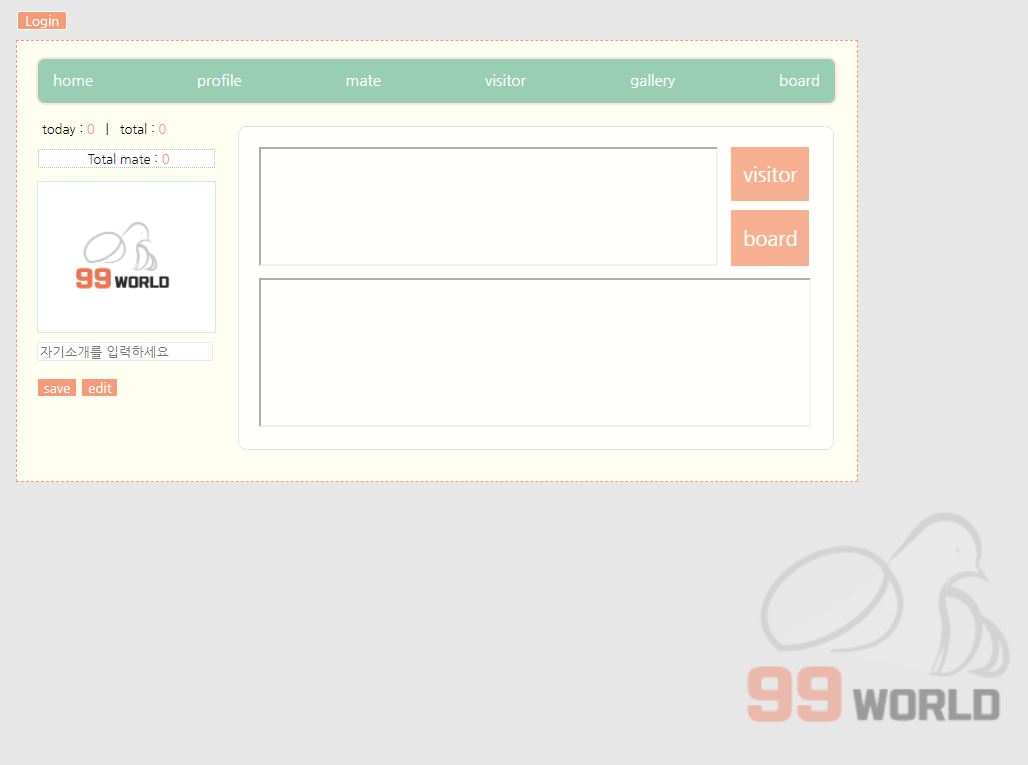 Login
home profile mate visitor gallery board
today : 0 | total : 0
Total mate : 0
99 WORLD
자기소개를 입력하세요
save edit
visitor
board
99 WORLD